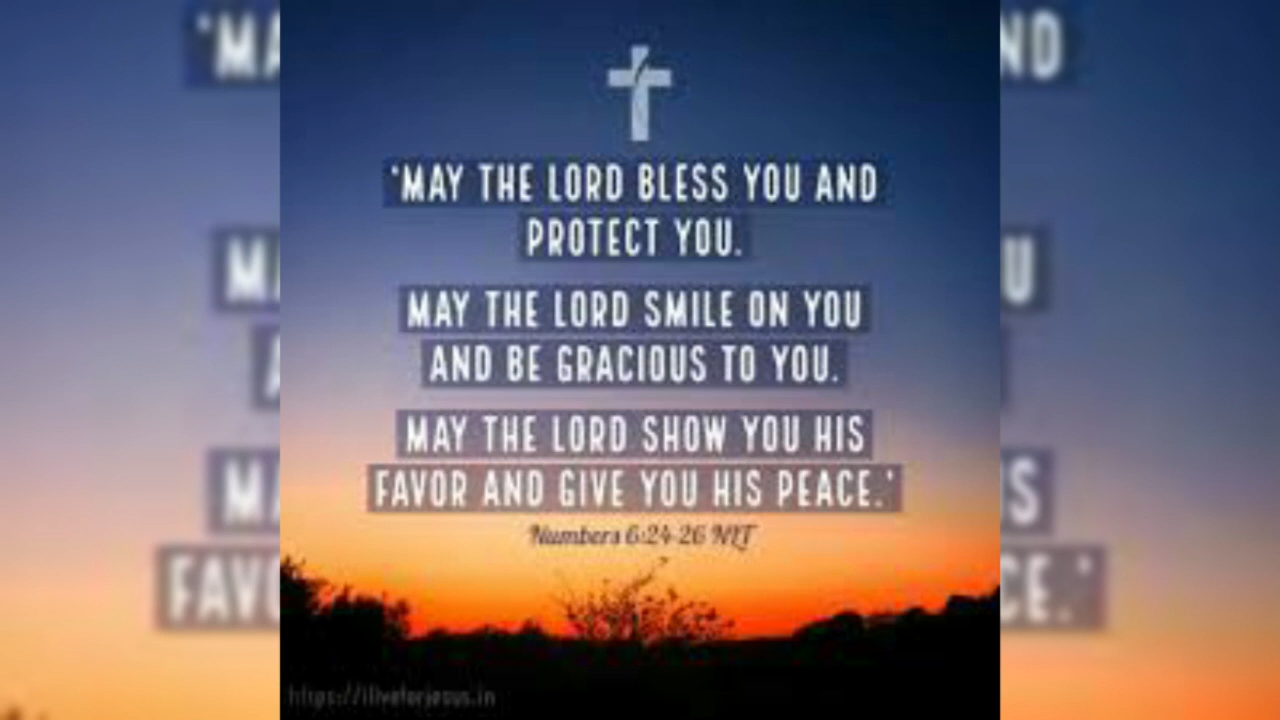 'MAY THE LORD BLESS YOU AND
PROTECT YOU.
MAY THE LORD SMILE ON YOU
AND BE GRACIOUS TO YOU.
MAY THE LORD SHOW YOU HIS
FAVOR AND GIVE YOU HIS PEACE.'
Numbers 6:24-26 NLT
https://iliveforjesus.in